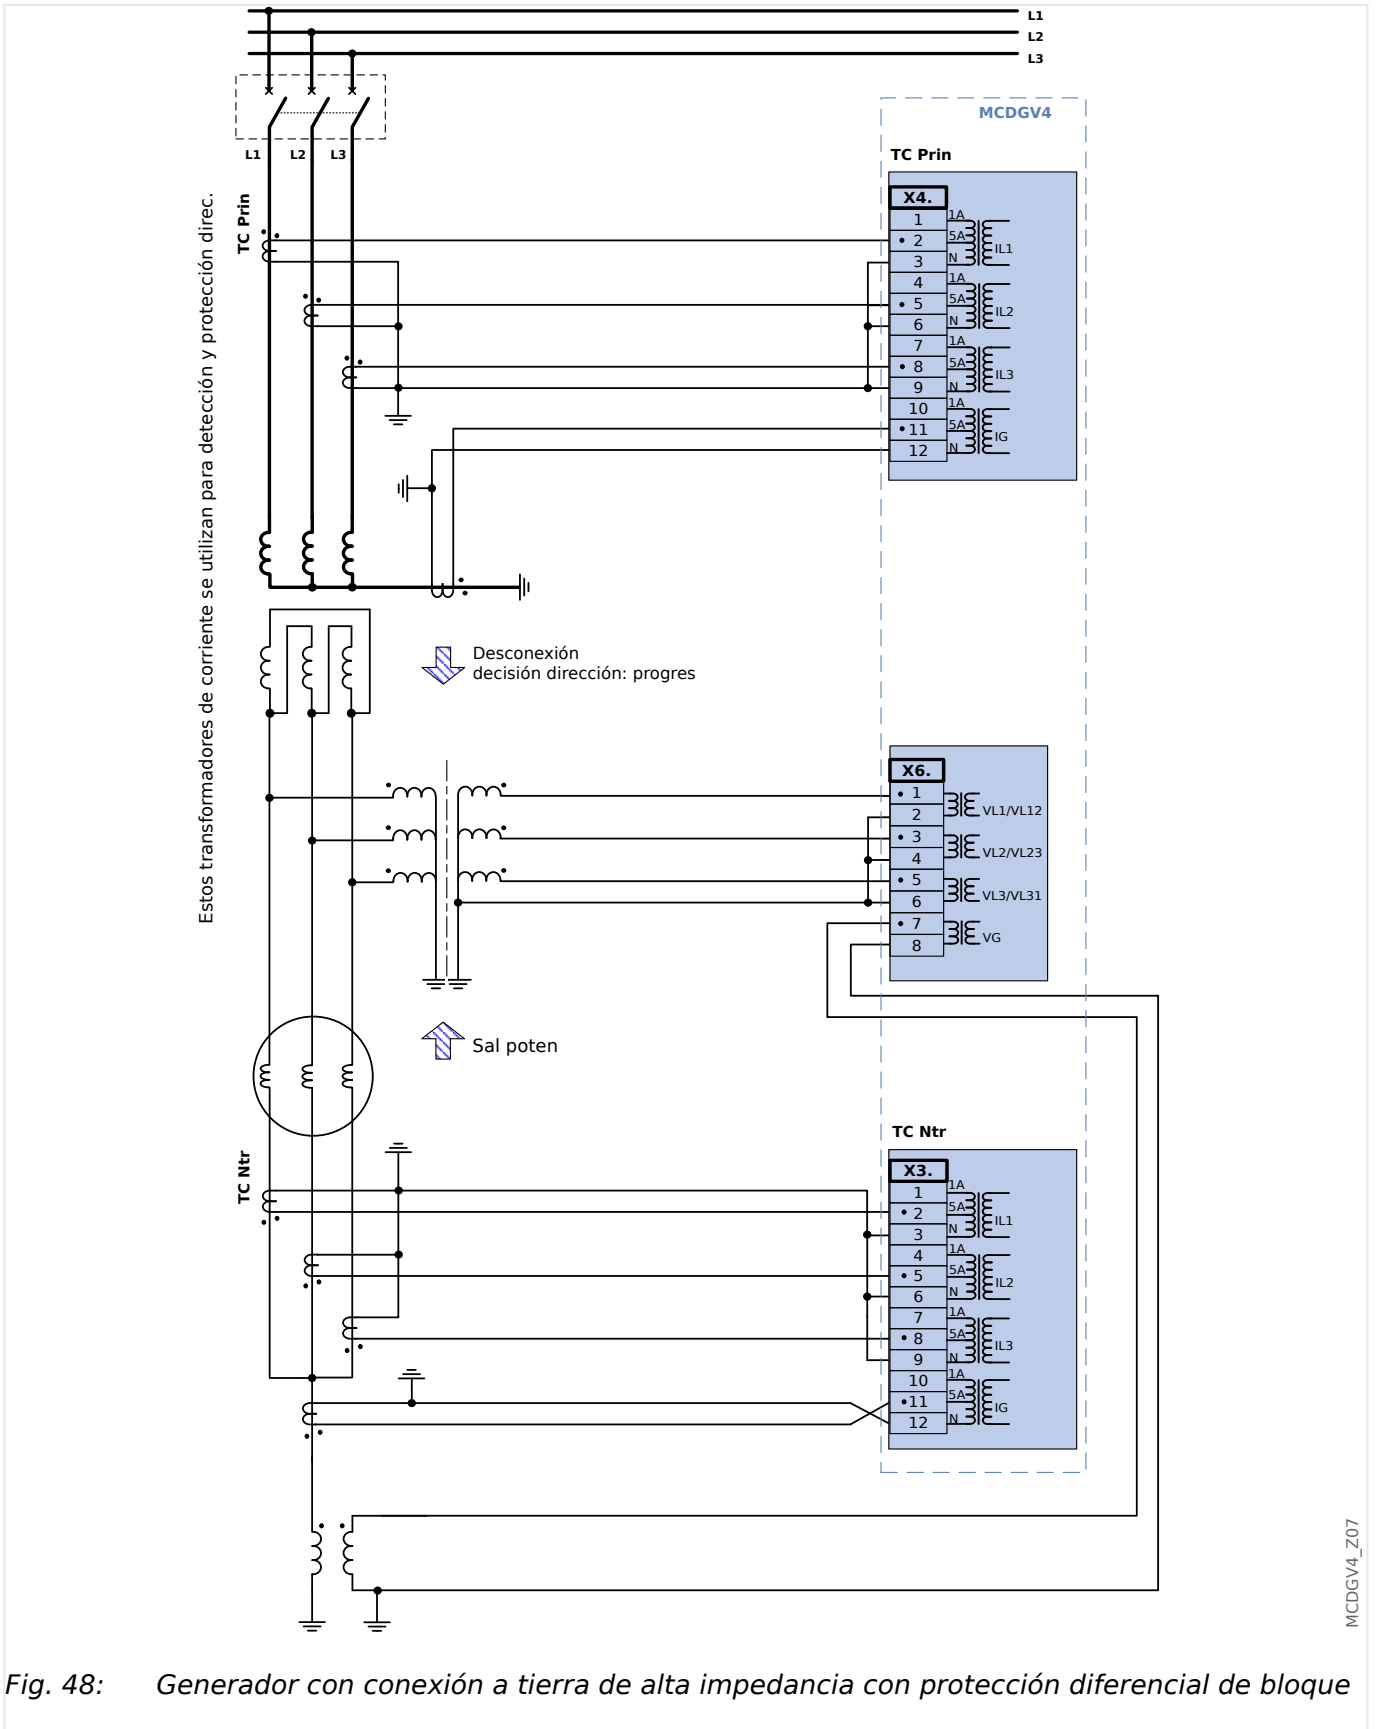 L1
L2
L3
L1
L2
L3
TC Prin
Estos transformadores de corriente se utilizan para detección y protección direc.
MCDGV4
TC Prin
X4.
1 1A
2 5A
3 N
IL1
4 1A
5 5A
6 N
IL2
7 1A
8 5A
9 N
IL3
10 1A
11 5A
12 N
IG
Desconexión
decisión dirección: progres
X6.
1
2
VL1/VL12
3
4
VL2/VL23
5
6
VL3/VL31
7
8
VG
Sal poten
TC Ntr
TC Ntr
X3.
1 1A
2 5A
3 N
IL1
4 1A
5 5A
6 N
IL2
7 1A
8 5A
9 N
IL3
10 1A
11 5A
12 N
IG
MCDGV4_Z07
Fig. 48: Generador con conexión a tierra de alta impedancia con protección diferencial de bloque